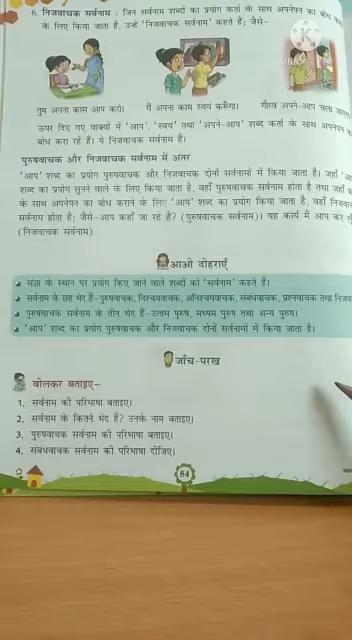 6. निजवाचक सर्वनाम : जिन सर्वनाम शब्दों का प्रयोग कर्ता के साथ अपनेपन का बोध
के लिए किया जाता है, उन्हें 'निजवाचक सर्वनाम' कहते हैं; जैसे–
तुम अपना काम आप करो।
मैं अपना काम स्वयं करूँगा।
गौरव अपने-आप चला
ऊपर दिए गए वाक्यों में 'आप', 'स्वयं' तथा 'अपने-आप' शब्द कर्ता के साथ अपनेपन
बोध करा रहे हैं। ये निजवाचक सर्वनाम हैं।
पुरुषवाचक और निजवाचक सर्वनाम में अंतर
'आप' शब्द का प्रयोग पुरुषवाचक और निजवाचक दोनों सर्वनामों में किया जाता है। जहाँ
शब्द का प्रयोग सुनने वाले के लिए किया जाता है, वहाँ पुरुषवाचक सर्वनाम होता है तथा जहाँ
के साथ अपनेपन का बोध कराने के लिए 'आप' शब्द का प्रयोग किया जाता है, वहाँ
सर्वनाम होता है; जैसे–आप कहाँ जा रहे हैं? (पुरुषवाचक सर्वनाम)। यह कार्य मैं आप कर
(निजवाचक सर्वनाम)
आओ दोहराएँ
संज्ञा के स्थान पर प्रयोग किए जाने वाले शब्दों को 'सर्वनाम' कहते हैं।
सर्वनाम के छह भेद हैं–पुरुषवाचक, निश्चयवाचक, अनिश्चयवाचक, संबंधवाचक, प्रश्नवाचक तथा
पुरुषवाचक सर्वनाम के तीन भेद हैं–उत्तम पुरुष, मध्यम पुरुष तथा अन्य पुरुष।
'आप' शब्द का प्रयोग पुरुषवाचक और निजवाचक दोनों सर्वनामों में किया जाता है।
जाँच-परख
बोलकर बताइए–
1. सर्वनाम की परिभाषा बताइए।
2. सर्वनाम के कितने भेद हैं? उनके नाम बताइए।
3. पुरुषवाचक सर्वनाम की परिभाषा बताइए।
4. संबंधवाचक सर्वनाम की परिभाषा दीजिए।
84